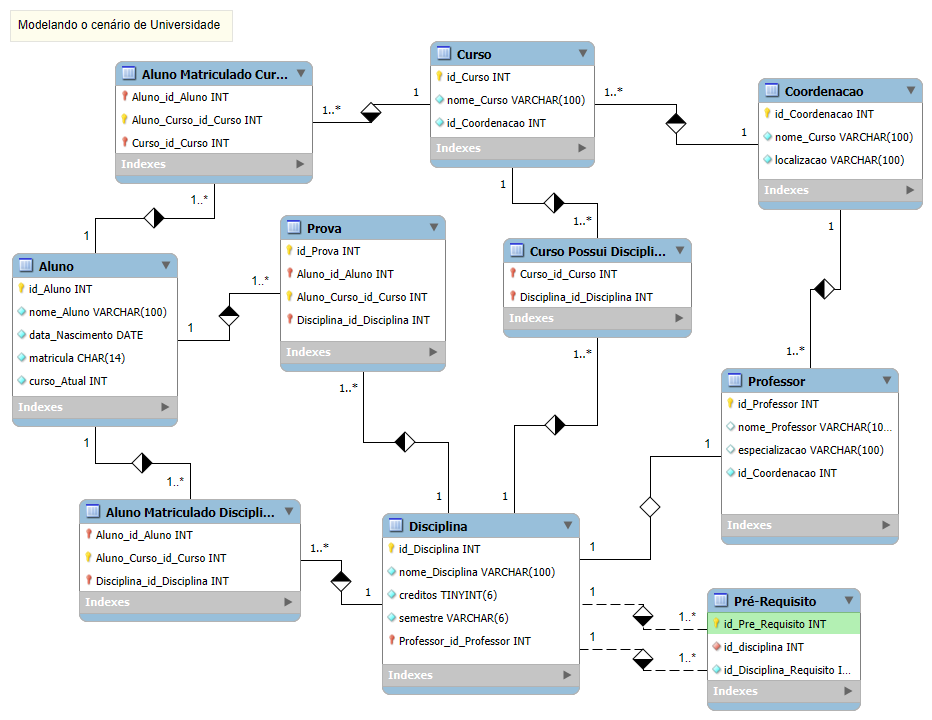 Modelando o cenário de Universidade
Aluno Matriculado Cur...
Aluno_id_Aluno INT
Aluno_Curso_id_Curso INT
Curso_id_Curso INT
Indexes
1..*
1
Curso
id_Curso INT
nome_Curso VARCHAR(100)
id_Coordenacao INT
Indexes
1..*
1
Coordenacao
id_Coordenacao INT
nome_Curso VARCHAR(100)
localizacao VARCHAR(100)
Indexes
1..*
1
1
1..*
1
Aluno
id_Aluno INT
nome_Aluno VARCHAR(100)
data_Nascimento DATE
matricula CHAR(14)
curso_Atual INT
Indexes
1..*
1
Prova
id_Prova INT
Aluno_id_Aluno INT
Aluno_Curso_id_Curso INT
Disciplina_id_Disciplina INT
Indexes
1..*
Curso Possui Discipli...
Curso_id_Curso INT
Disciplina_id_Disciplina INT
Indexes
1..*
1..*
Professor
id_Professor INT
nome_Professor VARCHAR(10...
especializacao VARCHAR(100)
id_Coordenacao INT
Indexes
1
1
1..*
1
1
Aluno Matriculado Discipli...
Aluno_id_Aluno INT
Aluno_Curso_id_Curso INT
Disciplina_id_Disciplina INT
Indexes
1..*
1
Disciplina
id_Disciplina INT
nome_Disciplina VARCHAR(100)
creditos TINYINT(6)
semestre VARCHAR(6)
Professor_id_Professor INT
Indexes
1
1
1..*
1
1..*
Pré-Requisito
id_Pre_Requisito INT
id_disciplina INT
id_Disciplina_Requisito I...
Indexes